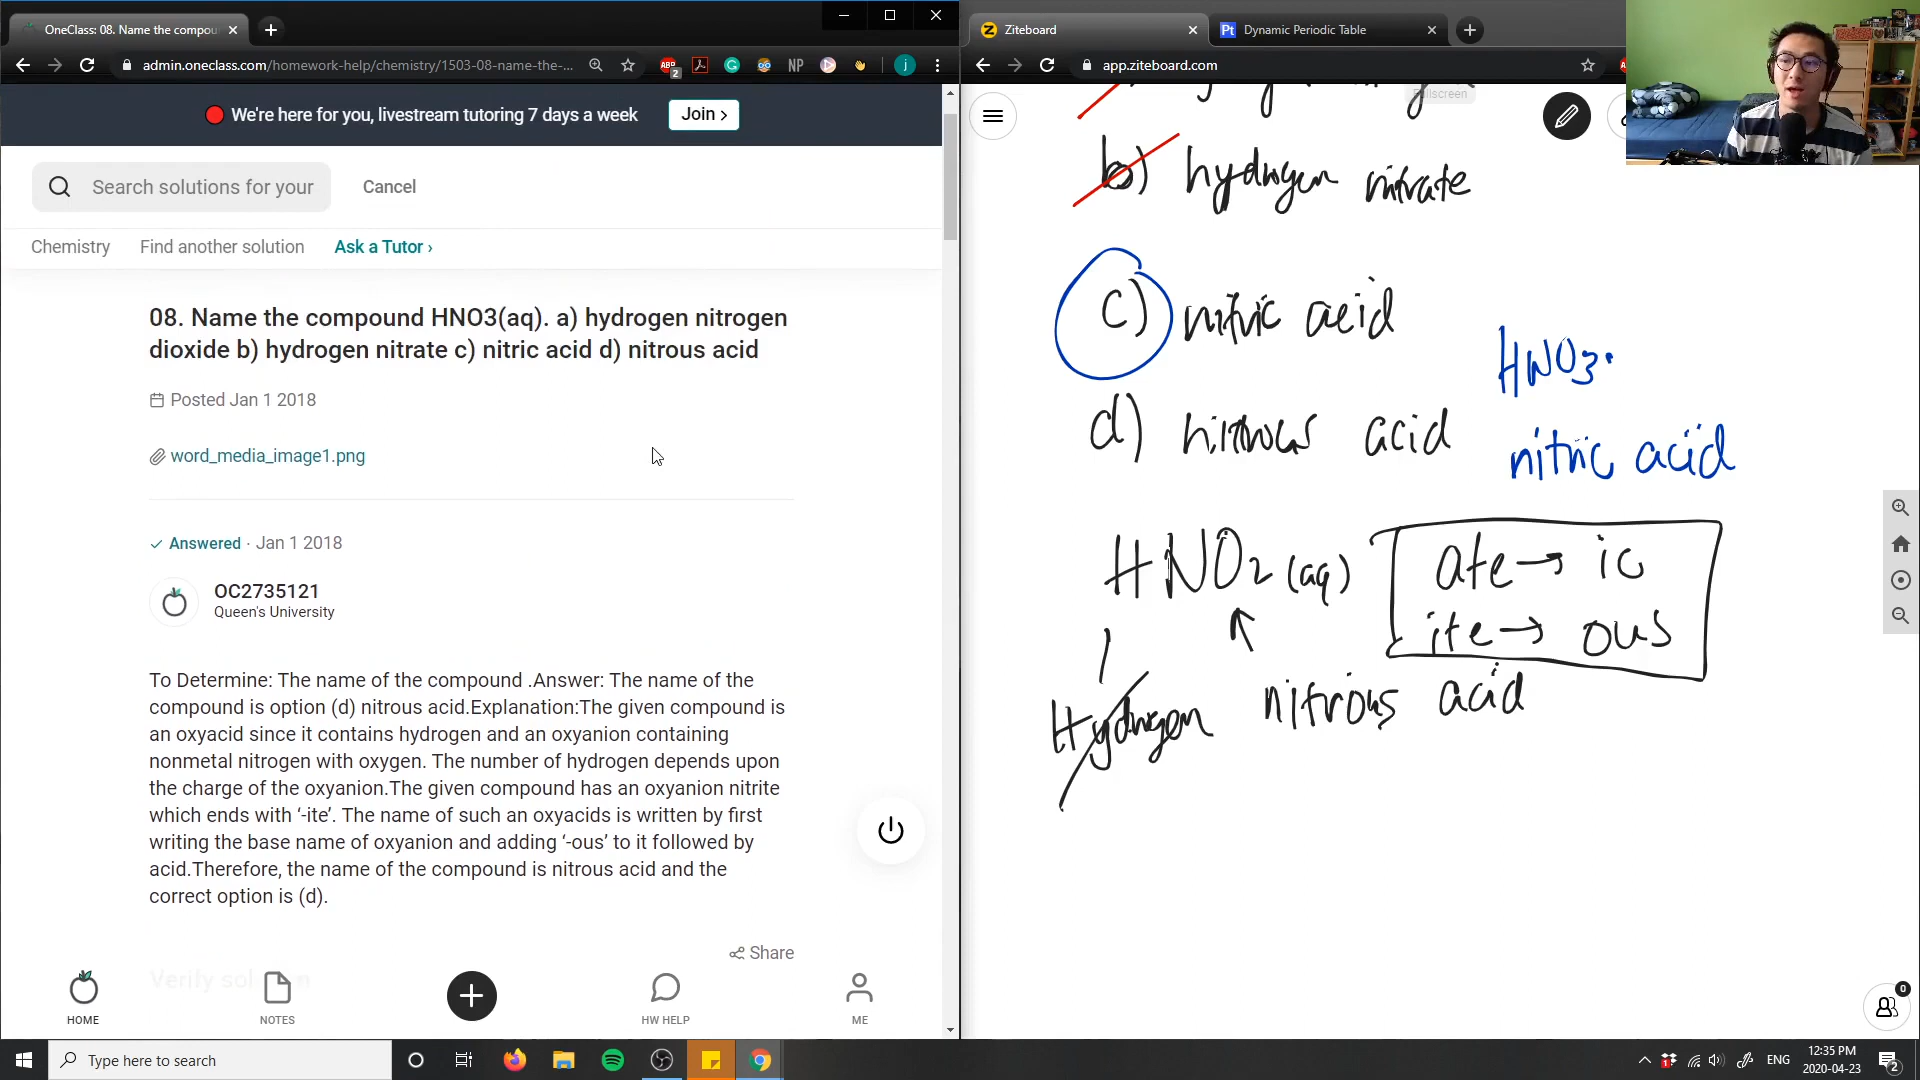 OneClass: 08. Name the compou
admin.oneclass.com/homework-help/chemistry/1503-08-name-the-...
2
NP
j
We're here for you, livestream tutoring 7 days a week
Join ›
Search solutions for your
Cancel
Chemistry
Find another solution
Ask a Tutor ›
08. Name the compound HNO3(aq). a) hydrogen nitrogen
dioxide b) hydrogen nitrate c) nitric acid d) nitrous acid
Posted Jan 1 2018
word_media_image1.png
Answered · Jan 1 2018
OC2735121
Queen's University
To Determine: The name of the compound .Answer: The name of the
compound is option (d) nitrous acid.Explanation:The given compound is
an oxyacid since it contains hydrogen and an oxyanion containing
nonmetal nitrogen with oxygen. The number of hydrogen depends upon
the charge of the oxyanion.The given compound has an oxyanion nitrite
which ends with ‘-ite’. The name of such an oxyacids is written by first
writing the base name of oxyanion and adding ‘-ous’ to it followed by
acid.Therefore, the name of the compound is nitrous acid and the
correct option is (d).
Share
HOME
NOTES
HW HELP
ME
Ziteboard
Pt Dynamic Periodic Table
app.ziteboard.com
Fullscreen
b) hydrogen nitrate
c) nitric acid
HNO3.
d) nitrous acid
nitric acid
HNO2 (aq)
ate → ic
ite → ous
Hydrogen
nitrious acid
0
Type here to search
ENG
12:35 PM
2020-04-23
2